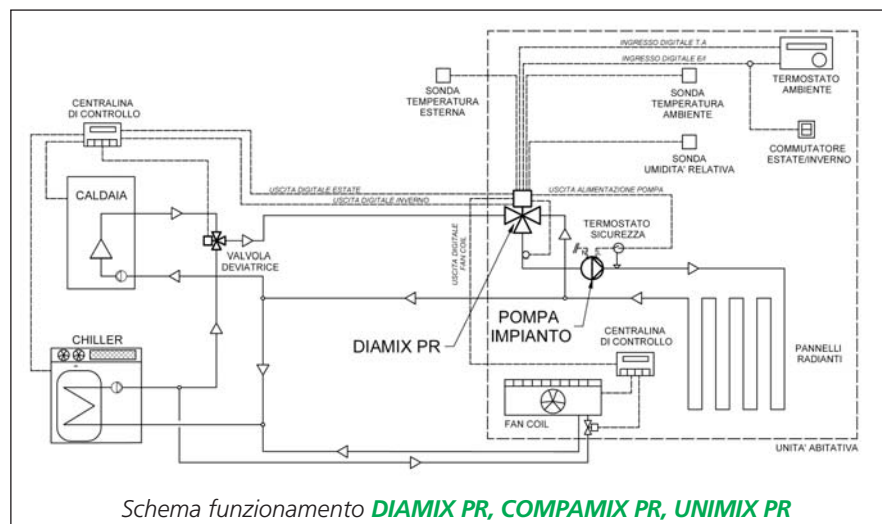 INGRESSO DIGITALE T.A
INGRESSO DIGITALE E/I
TERMOSTATO
AMBIENTE
SONDA
TEMPERATURA
ESTERNA
SONDA
TEMPERATURA
AMBIENTE
CENTRALINA
DI CONTROLLO
COMMUTATORE
ESTATE/INVERNO
SONDA
UMIDITA' RELATIVA
USCITA DIGITALE ESTATE
USCITA DIGITALE INVERNO
USCITA ALIMENTAZIONE POMPA
CALDAIA
TERMOSTATO
SICUREZZA
VALVOLA
DEVIATRICE
USCITA DIGITALE
FAN COIL
DIAMIX PR
POMPA
IMPIANTO
CENTRALINA
DI CONTROLLO
PANNELLI
RADIANTI
CHILLER
FAN COIL
UNITA' ABITATIVA
Schema funzionamento DIAMIX PR, COMPAMIX PR, UNIMIX PR